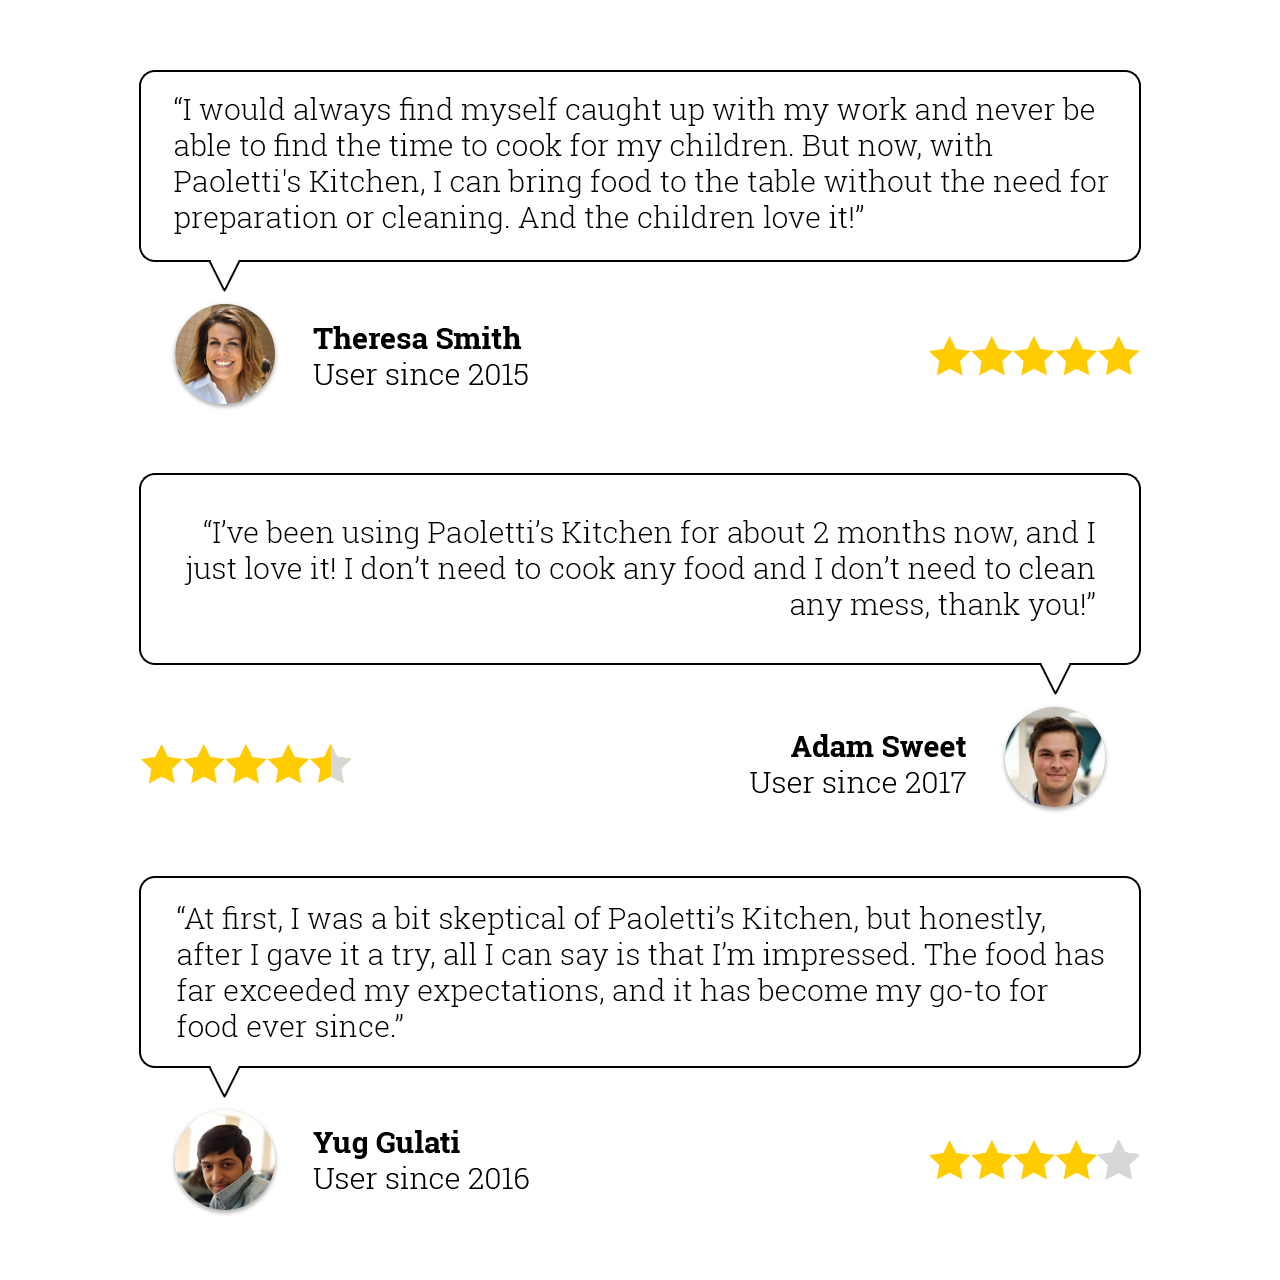 “I would always find myself caught up with my work and never be
able to find the time to cook for my children. But now, with
Paoletti's Kitchen, I can bring food to the table without the need for
preparation or cleaning. And the children love it!”
Theresa Smith
User since 2015
“I’ve been using Paoletti’s Kitchen for about 2 months now, and I
just love it! I don’t need to cook any food and I don’t need to clean
any mess, thank you!”
Adam Sweet
User since 2017
“At first, I was a bit skeptical of Paoletti’s Kitchen, but honestly,
after I gave it a try, all I can say is that I’m impressed. The food has
far exceeded my expectations, and it has become my go-to for
food ever since.”
Yug Gulati
User since 2016